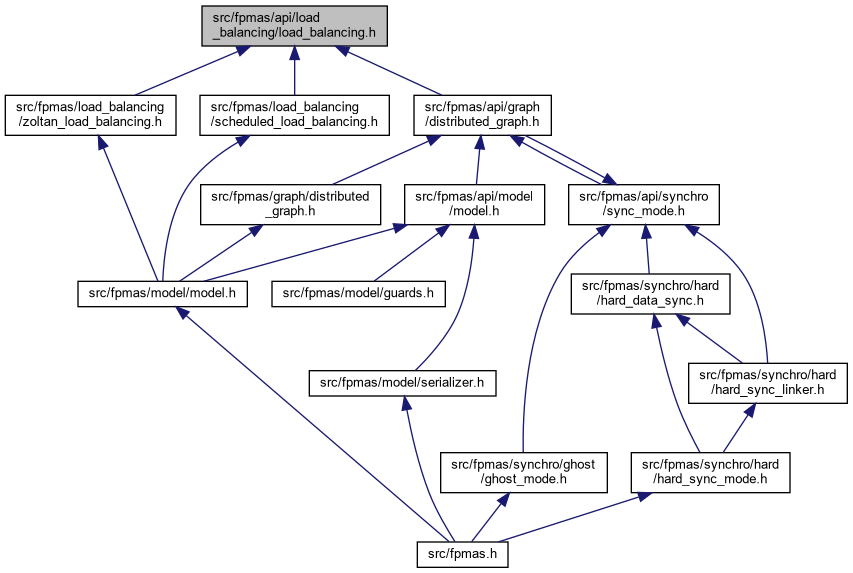 src/fpmas/api/load
_balancing/load_balancing.h
src/fpmas/load_balancing
/zoltan_load_balancing.h
src/fpmas/load_balancing
/scheduled_load_balancing.h
src/fpmas/api/graph
/distributed_graph.h
src/fpmas/graph/distributed
_graph.h
src/fpmas/api/model
/model.h
src/fpmas/api/synchro
/sync_mode.h
src/fpmas/model/model.h
src/fpmas/model/guards.h
src/fpmas/synchro/hard
/hard_data_sync.h
src/fpmas/model/serializer.h
src/fpmas/synchro/hard
/hard_sync_linker.h
src/fpmas/synchro/ghost
/ghost_mode.h
src/fpmas/synchro/hard
/hard_sync_mode.h
src/fpmas.h